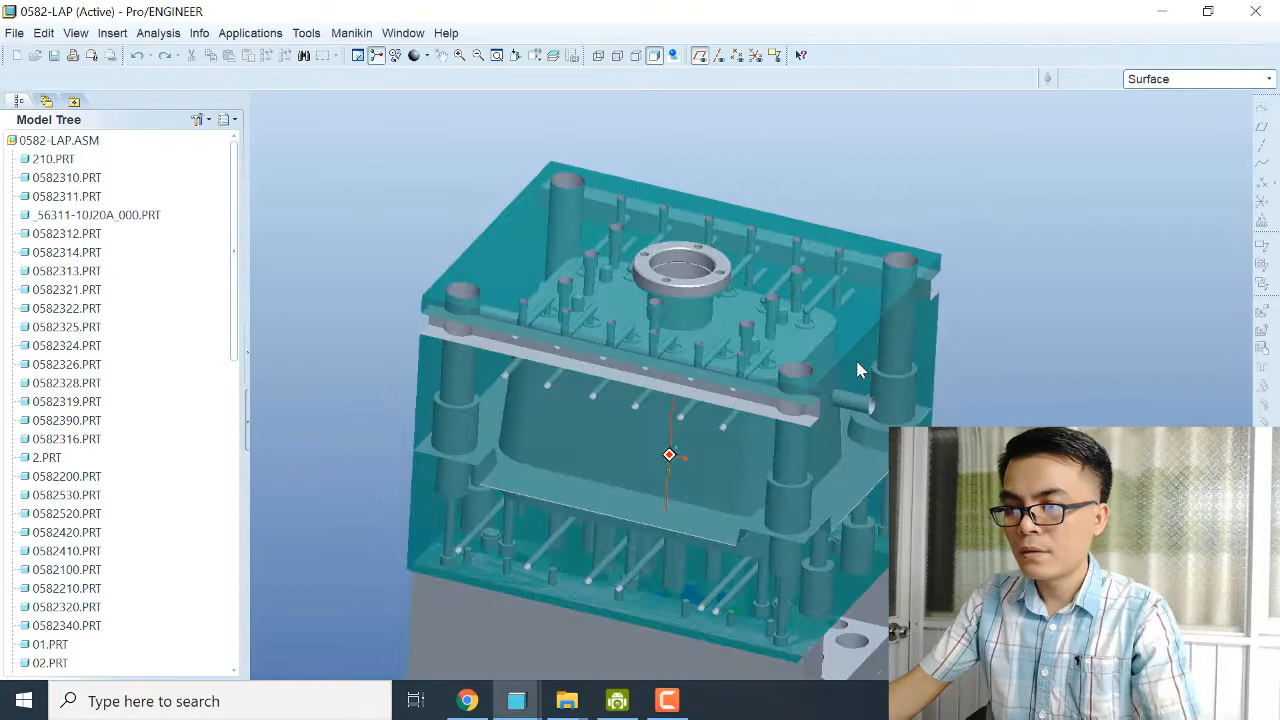 0582-LAP (Active) - Pro/ENGINEER
File Edit View Insert Analysis Info Applications Tools Manikin Window Help
Surface
Model Tree
0582-LAP.ASM
210.PRT
0582310.PRT
0582311.PRT
_56311-10J20A_000.PRT
0582312.PRT
0582314.PRT
0582313.PRT
0582321.PRT
0582322.PRT
0582325.PRT
0582324.PRT
0582326.PRT
0582328.PRT
0582319.PRT
0582390.PRT
0582316.PRT
2.PRT
0582200.PRT
0582530.PRT
0582520.PRT
0582420.PRT
0582410.PRT
0582100.PRT
0582210.PRT
0582320.PRT
0582340.PRT
01.PRT
02.PRT
Type here to search